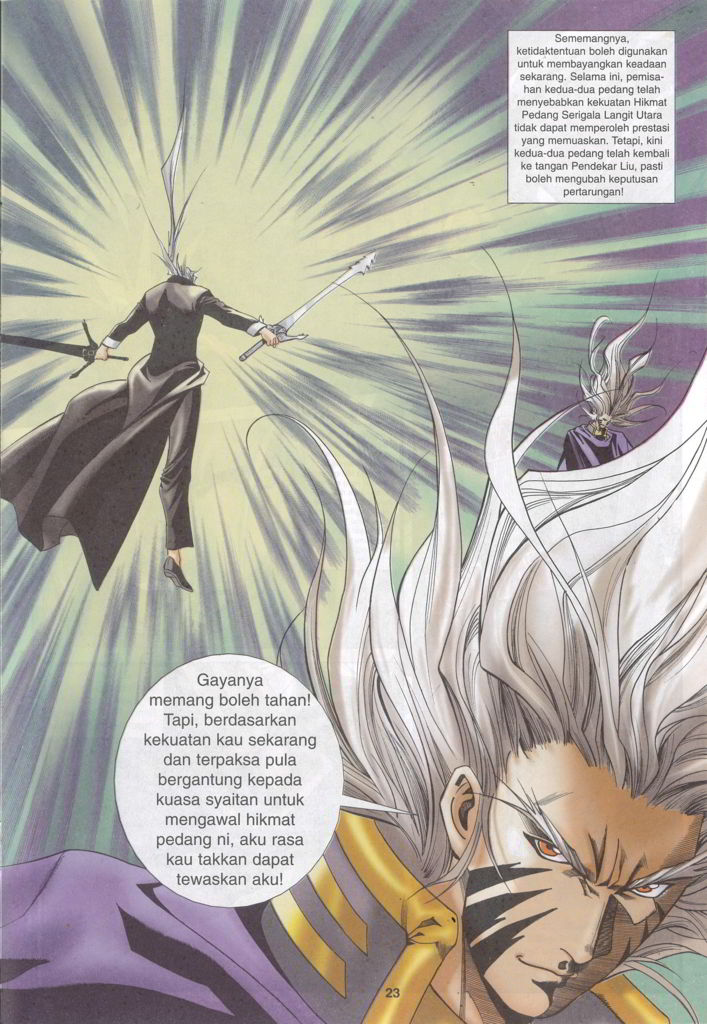 Sememangnya,
ketidaktentuan boleh digunakan
untuk membayangkan keadaan
sekarang. Selama ini, pemisa-
han kedua-dua pedang telah
menyebabkan kekuatan Hikmat
Pedang Serigala Langit Utara
tidak dapat memperoleh prestasi
yang memuaskan. Tetapi, kini
kedua-dua pedang telah kembali
ke tangan Pendekar Liu, pasti
boleh mengubah keputusan
pertarungan!
Gayanya
memang boleh tahan!
Tapi, berdasarkan
kekuatan kau sekarang
dan terpaksa pula
bergantung kepada
kuasa syaitan untuk
mengawal hikmat
pedang ni, aku rasa
kau takkan dapat
tewaskan aku!
23